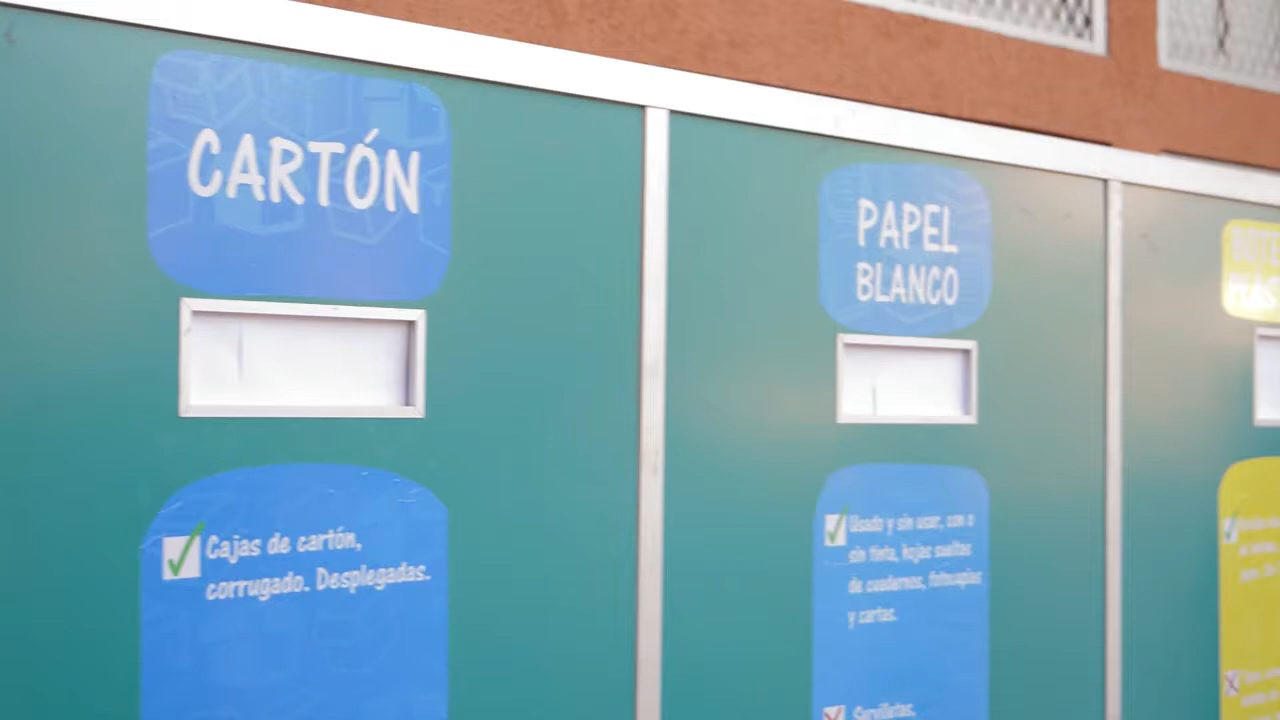 CARTÓN
Cajas de cartón,
corrugado. Desplegadas.
PAPEL
BLANCO
Usado y sin usar, con o
sin tinta, hojas sueltas
de cuadernos, fotocopias
y cartas.
Servilletas,